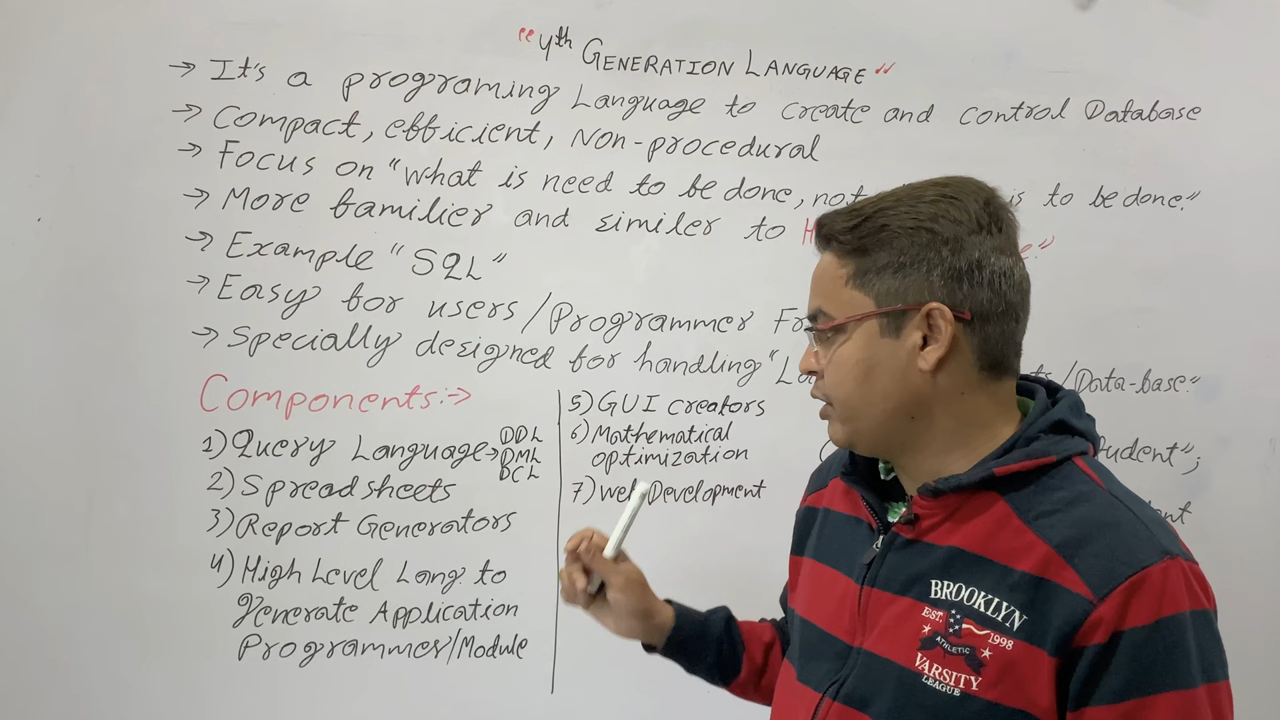 "4th GENERATION LANGUAGE"
→ It's a programing Language to create and control Database
→ Compact, efficient, Non-procedural
→ Focus on "what is need to be done, not is to be done."
→ More familier and similer to
→ Example "SQL"
→ Easy for users/Programmer
→ Specially designed for handling " /Data-base."
Components:→
1) Query Language→ DDL
DML
DCL
2) Spreadsheets
3) Report Generators
4) High Level Lang to
generate Application
Programmer/Module
5) GUI creators
6) Mathematical
optimization
7) Web Development
";
BROOKLYN
EST. 1998
ATHLETIC
VARSITY
LEAGUE